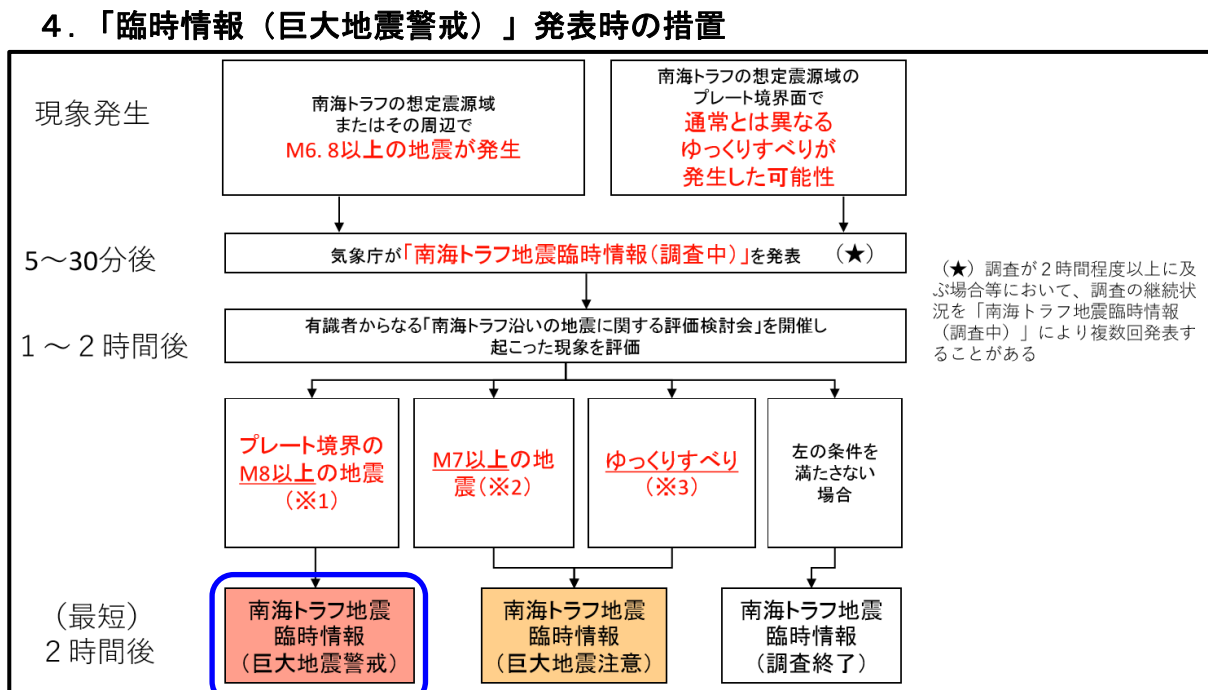 ４．「臨時情報（巨大地震警戒）」発表時の措置
現象発生
南海トラフの想定震源域
またはその周辺で
M6. 8以上の地震が発生
南海トラフの想定震源域の
プレート境界面で
通常とは異なる
ゆっくりすべりが
発生した可能性
5～30分後
気象庁が「南海トラフ地震臨時情報（調査中）」を発表　（★）
（★）調査が２時間程度以上に及
ぶ場合等において、調査の継続状
況を「南海トラフ地震臨時情報
（調査中）」により複数回発表す
ることがある
１～２時間後
有識者からなる「南海トラフ沿いの地震に関する評価検討会」を開催し
起こった現象を評価
プレート境界の
M8以上の地震
（※1）
M7以上の地
震（※2）
ゆっくりすべり
（※3）
左の条件を
満たさない
場合
（最短）
２時間後
南海トラフ地震
臨時情報
（巨大地震警戒）
南海トラフ地震
臨時情報
（巨大地震注意）
南海トラフ地震
臨時情報
（調査終了）